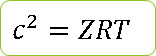 c² = ZRT